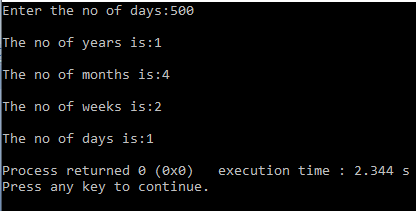 Enter the no of days:500
The no of years is:1
The no of months is:4
The no of weeks is:2
The no of days is:1
Process returned 0 (0x0)   execution time : 2.344 s
Press any key to continue.